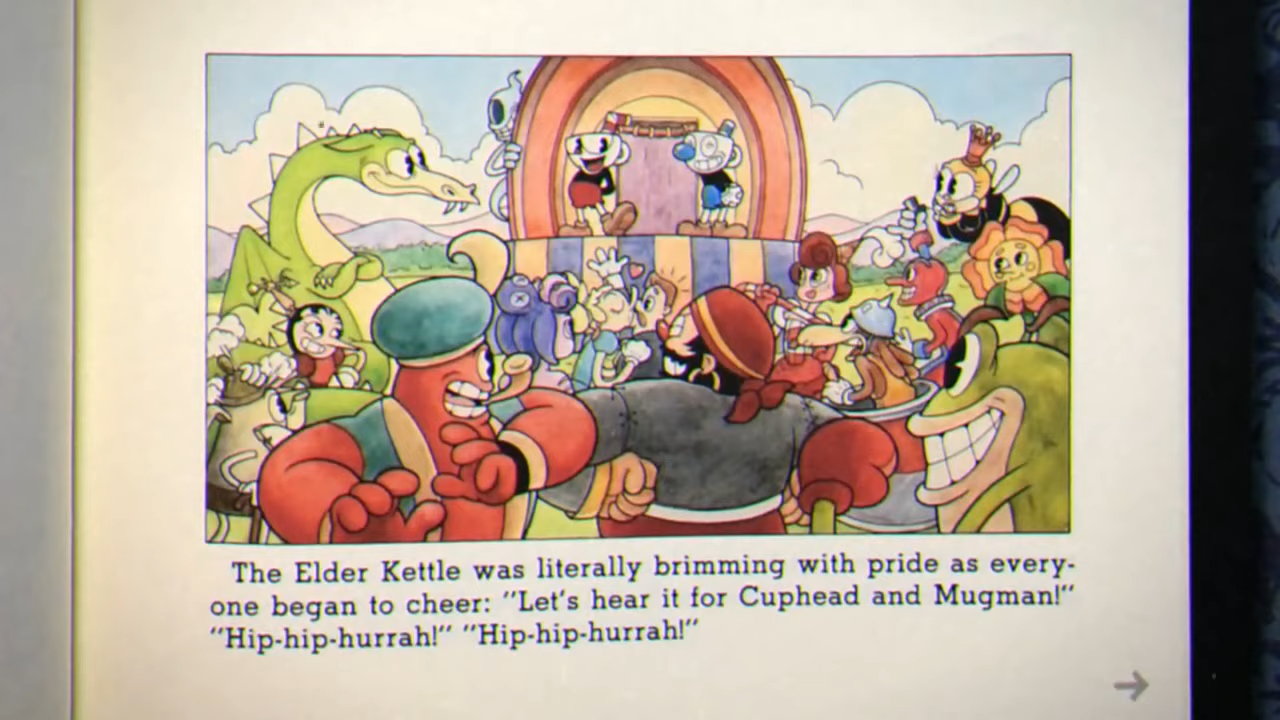 The Elder Kettle was literally brimming with pride as every-
one began to cheer: “Let's hear it for Cuphead and Mugman!”
“Hip-hip-hurrah!” “Hip-hip-hurrah!”